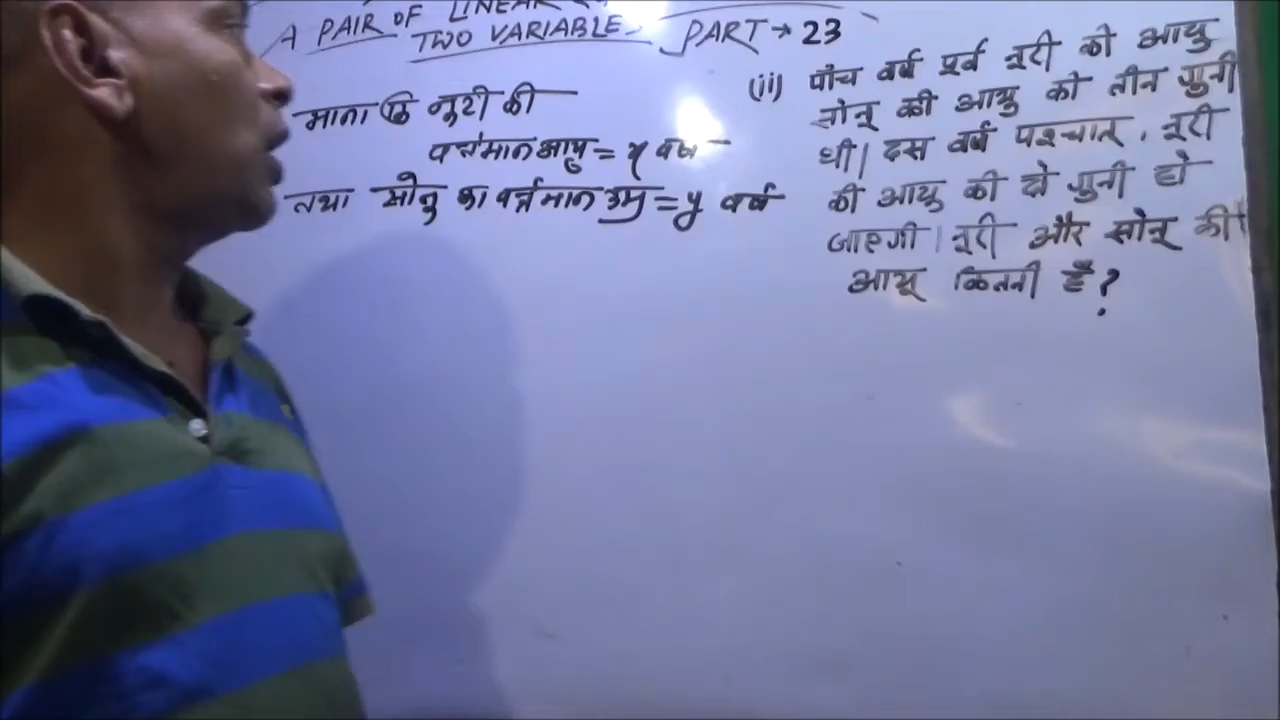 A PAIR OF LINEAR
TWO VARIABLE PART → 23
माना कि नुरी की
वर्त्तमान आयु = x वर्ष
तथा सोनु का वर्त्तमान उम्र = y वर्ष
(ii) पाँच वर्ष पूर्व नूरी की आयु
सोनू की आयु की तीन गुनी
थी। दस वर्ष पश्चात्, नूरी
की आयु की दो गुनी हो
जाएगी। नूरी और सोनू की
आयू कितनी है?